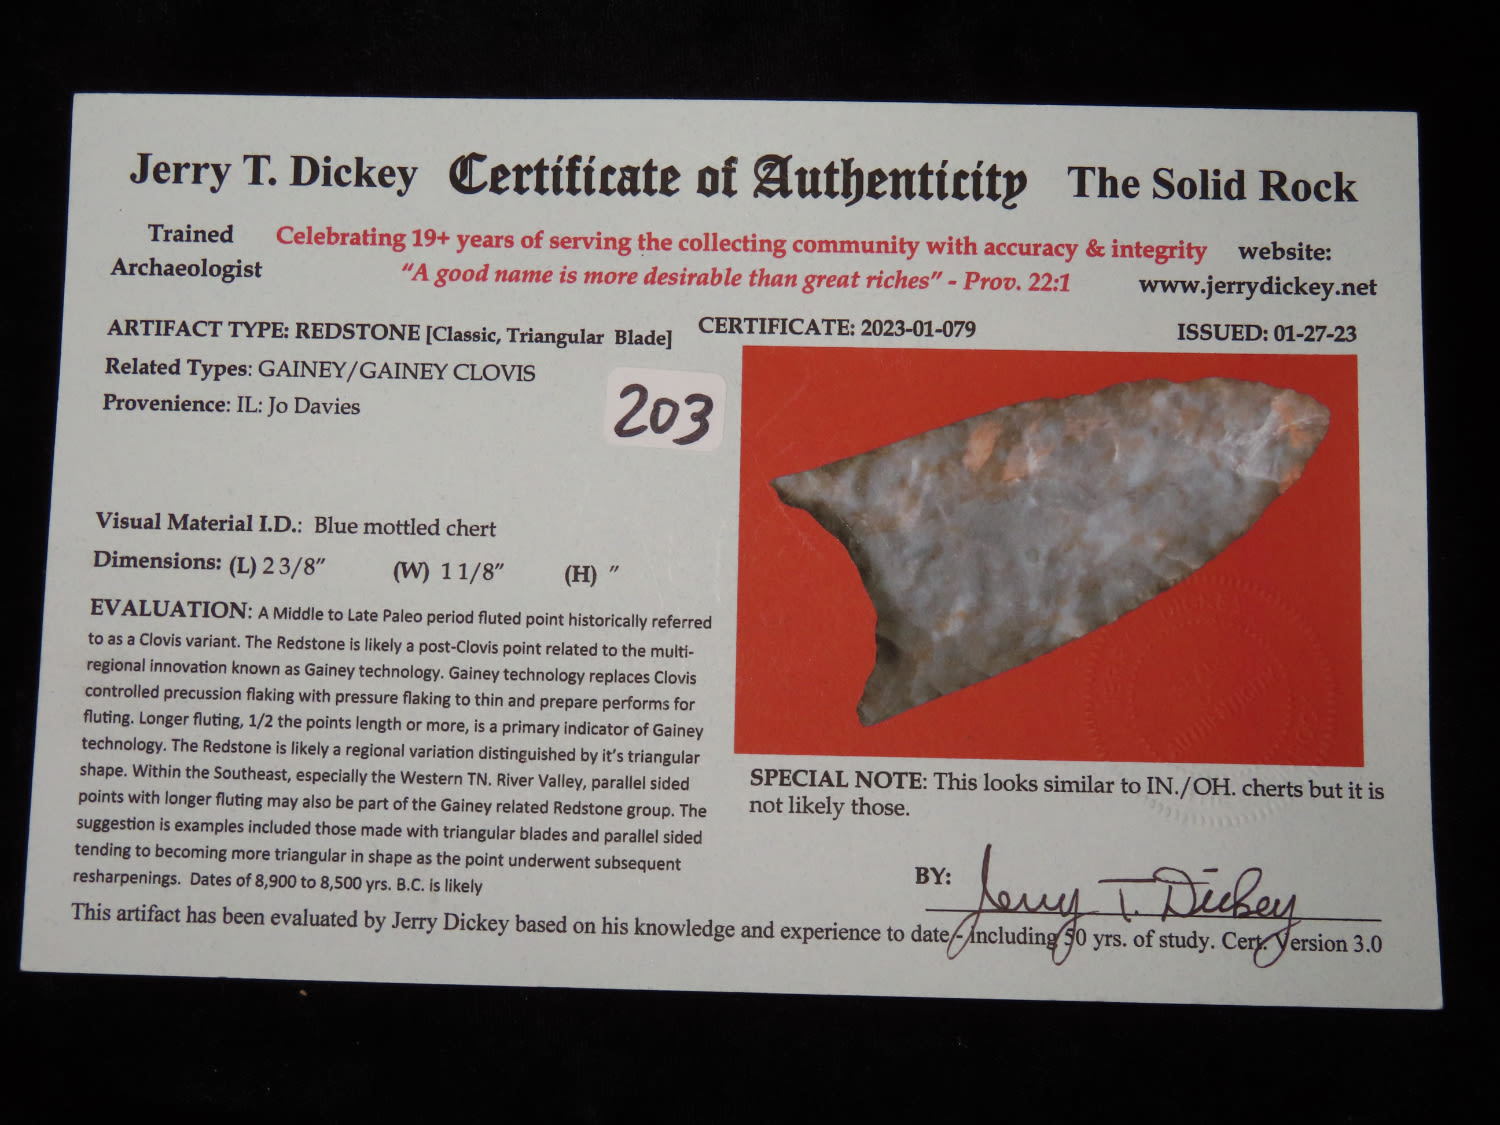 Jerry T. Dickey Certificate of Authenticity The Solid Rock
Trained Archaeologist
Celebrating 19+ years of serving the collecting community with accuracy & integrity
"A good name is more desirable than great riches" - Prov. 22:1
website:
www.jerrydickey.net
ARTIFACT TYPE: REDSTONE [Classic, Triangular Blade]
CERTIFICATE: 2023-01-079
ISSUED: 01-27-23
Related Types: GAINEY/GAINEY CLOVIS
Provenience: IL: Jo Davies
203
Visual Material I.D.: Blue mottled chert
Dimensions: (L) 2 3/8" (W) 1 1/8" (H) "
EVALUATION: A Middle to Late Paleo period fluted point historically referred
to as a Clovis variant. The Redstone is likely a post-Clovis point related to the multi-
regional innovation known as Gainey technology. Gainey technology replaces Clovis
controlled precussion flaking with pressure flaking to thin and prepare performs for
fluting. Longer fluting, 1/2 the points length or more, is a primary indicator of Gainey
technology. The Redstone is likely a regional variation distinguished by it's triangular
shape. Within the Southeast, especially the Western TN. River Valley, parallel sided
points with longer fluting may also be part of the Gainey related Redstone group. The
suggestion is examples included those made with triangular blades and parallel sided
tending to becoming more triangular in shape as the point underwent subsequent
resharpenings. Dates of 8,900 to 8,500 yrs. B.C. is likely
SPECIAL NOTE: This looks similar to IN./OH. cherts but it is
not likely those.
BY: Jerry T. Dickey
This artifact has been evaluated by Jerry Dickey based on his knowledge and experience to date - including 50 yrs. of study. Cert. Version 3.0